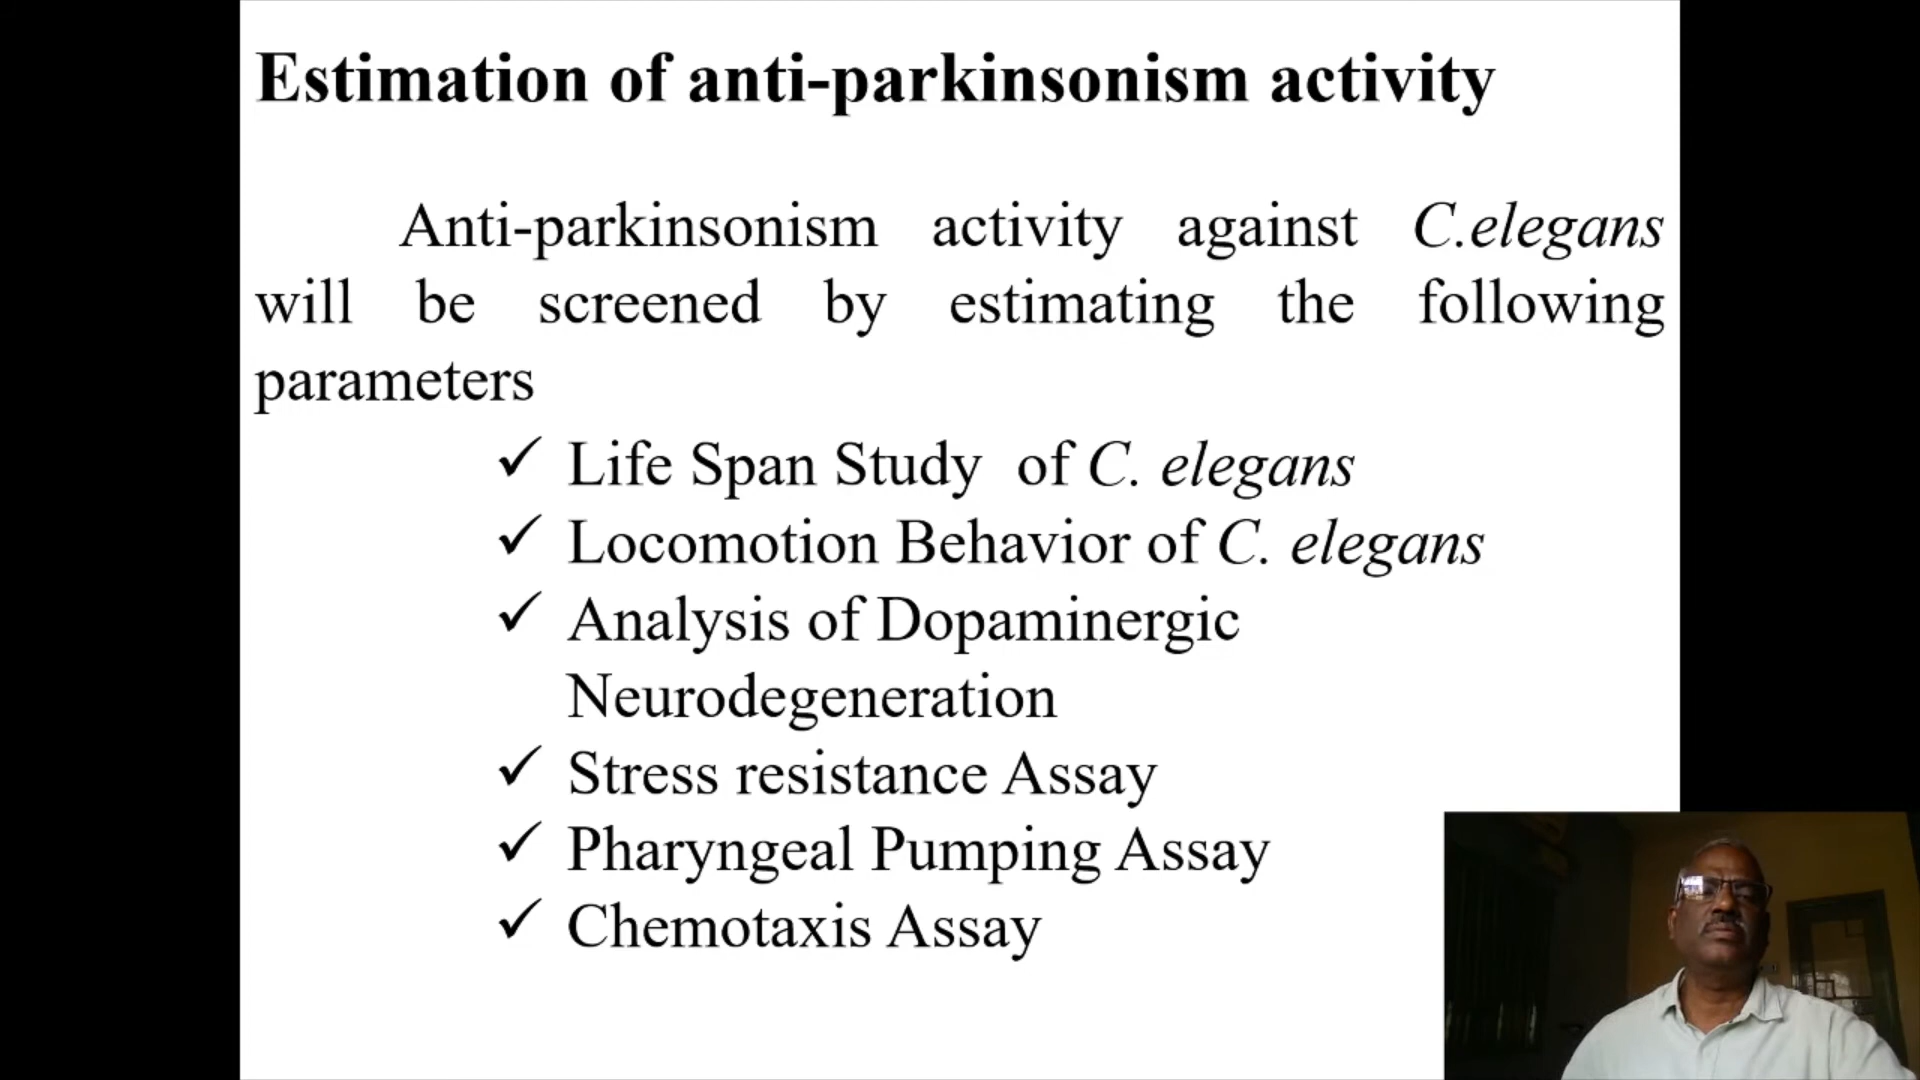 Estimation of anti-parkinsonism activity
Anti-parkinsonism activity against C.elegans
will be screened by estimating the following
parameters
✓ Life Span Study of C. elegans
✓ Locomotion Behavior of C. elegans
✓ Analysis of Dopaminergic
Neurodegeneration
✓ Stress resistance Assay
✓ Pharyngeal Pumping Assay
✓ Chemotaxis Assay